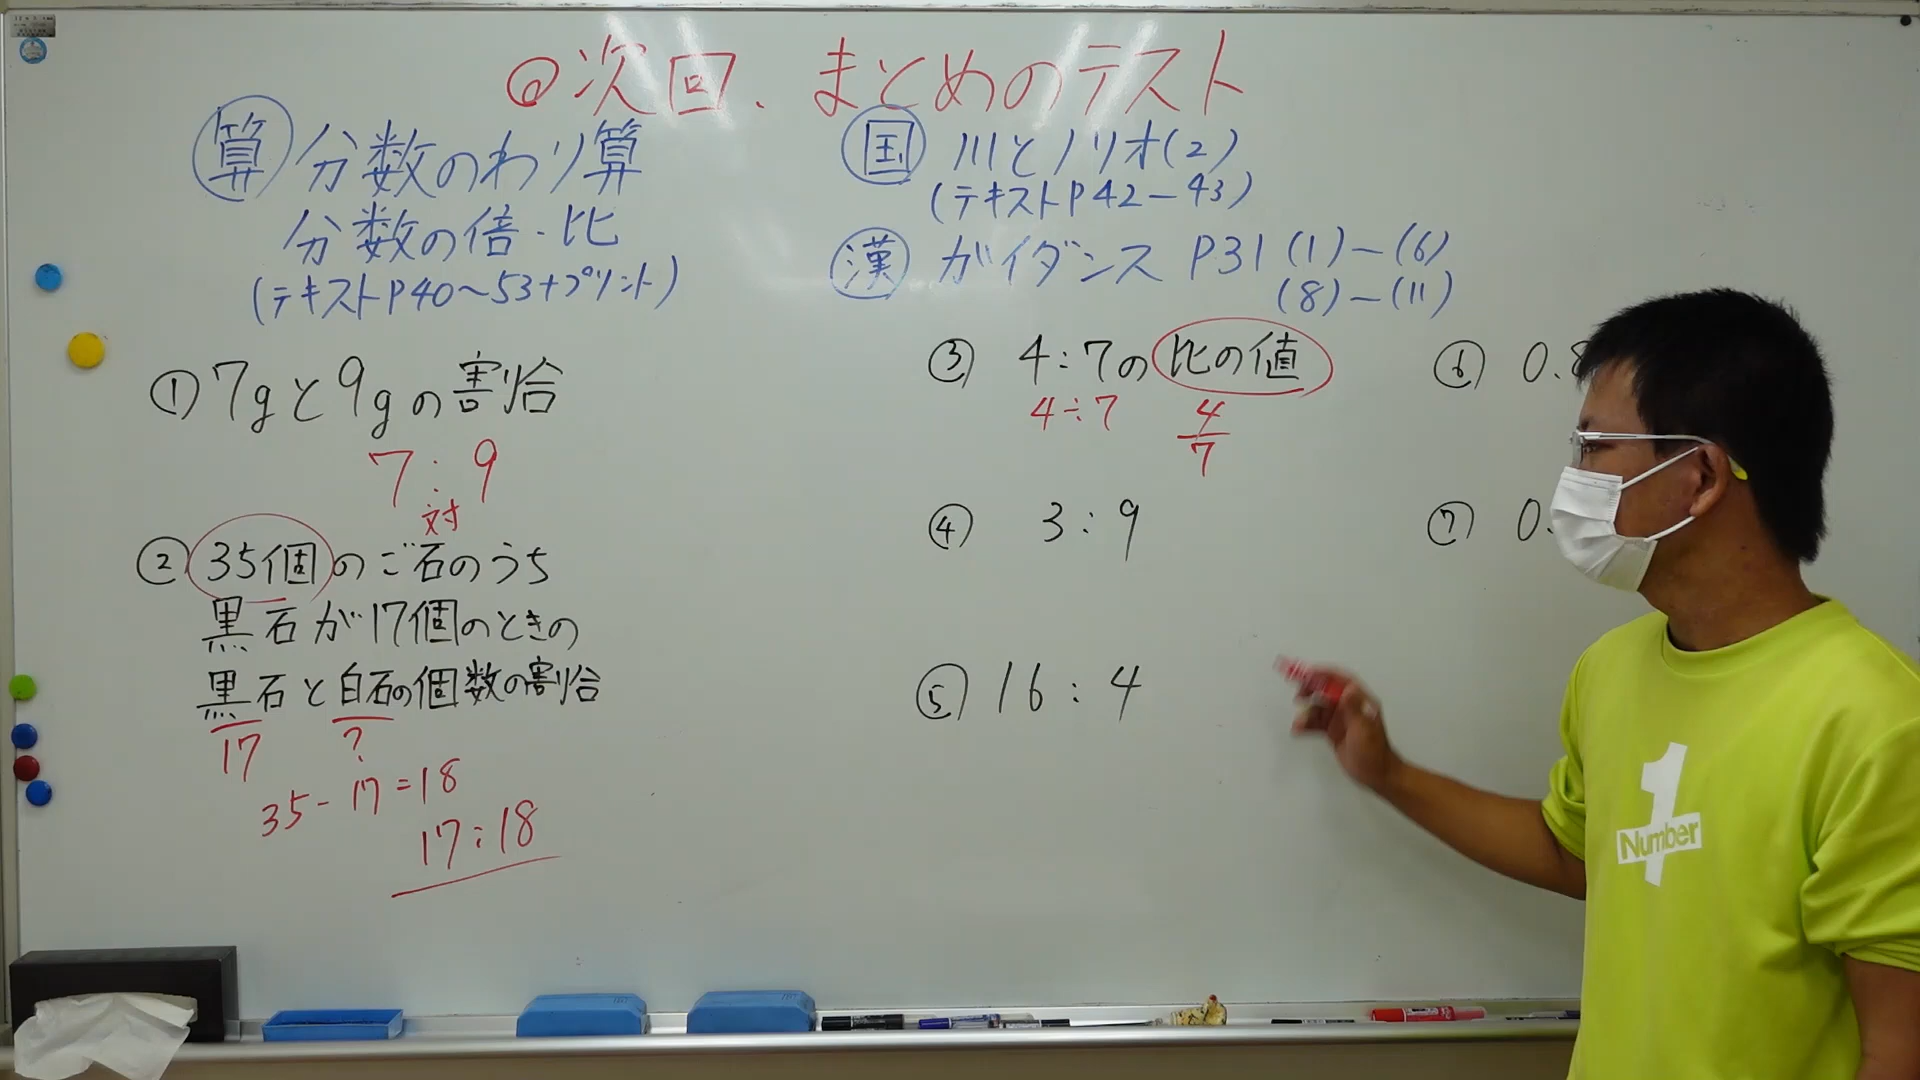 @次回、まとめのテスト
算 分数のわり算
分数の倍・比
(テキストP40~53+プリント)
国 川とノリオ(2)
(テキストP42-43)
漢 ガイダンス P31 (1)-(6)
(8)-(11)
① 7gと9gの割合
7:9
対
② 35個のご石のうち
黒石が17個のときの
黒石と白石の個数の割合
17 ?
35-17=18
17:18
③ 4:7の比の値
4÷7 4/7
④ 3:9
⑤ 16:4
⑥ 0.8
⑦ 0.
1
Number